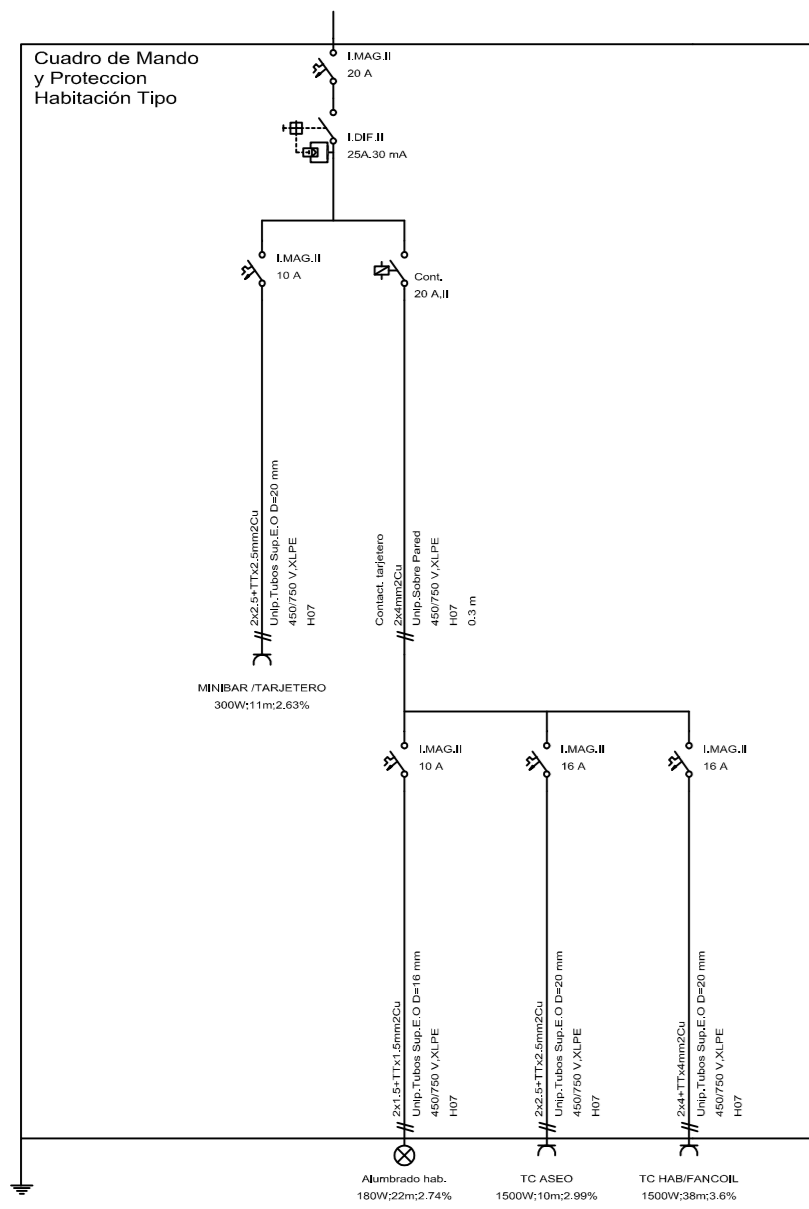 Cuadro de Mando
y Proteccion
Habitación Tipo
I.MAG.II
20 A
I.DIF.II
25A.30 mA
I.MAG.II
10 A
Cont.
20 A,II
2x2.5+TTx2.5mm2Cu
Unip.Tubos Sup.E.O D=20 mm
450/750 V,XLPE
H07
Contact. tarjetero
2x4mm2Cu
Unip.Sobre Pared
450/750 V,XLPE
H07
0.3 m
MINIBAR /TARJETERO
300W;11m;2.63%
I.MAG.II
10 A
I.MAG.II
16 A
I.MAG.II
16 A
2x1.5+TTx1.5mm2Cu
Unip.Tubos Sup.E.O D=16 mm
450/750 V,XLPE
H07
2x2.5+TTx2.5mm2Cu
Unip.Tubos Sup.E.O D=20 mm
450/750 V,XLPE
H07
2x4+TTx4mm2Cu
Unip.Tubos Sup.E.O D=20 mm
450/750 V,XLPE
H07
Alumbrado hab.
180W;22m;2.74%
TC ASEO
1500W;10m;2.99%
TC HAB/FANCOIL
1500W;38m;3.6%